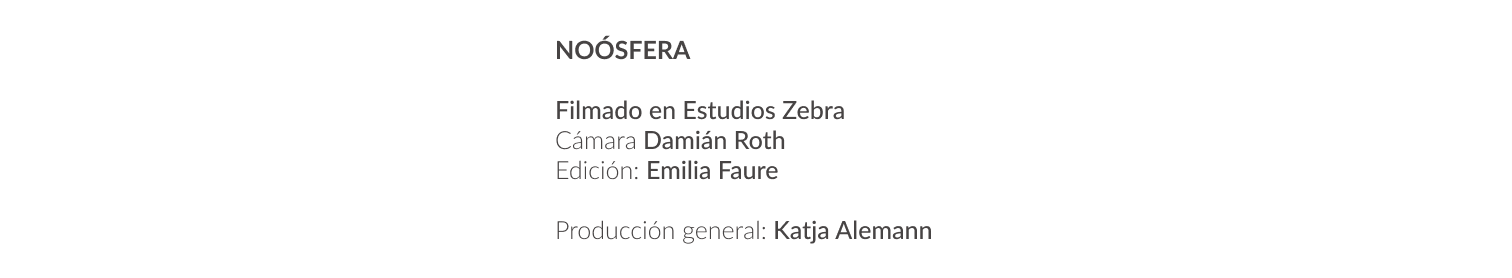 NOÓSFERA
Filmado en Estudios Zebra
Cámara Damián Roth
Edición: Emilia Faure
Producción general: Katja Alemann